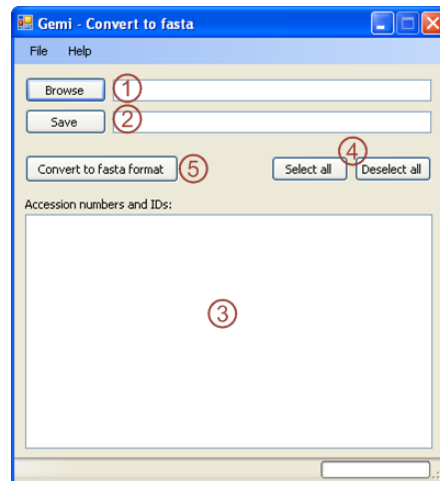 Gemi - Convert to fasta
File Help
Browse 1
Save 2
4
Convert to fasta format 5 Select all Deselect all
Accession numbers and IDs:
3